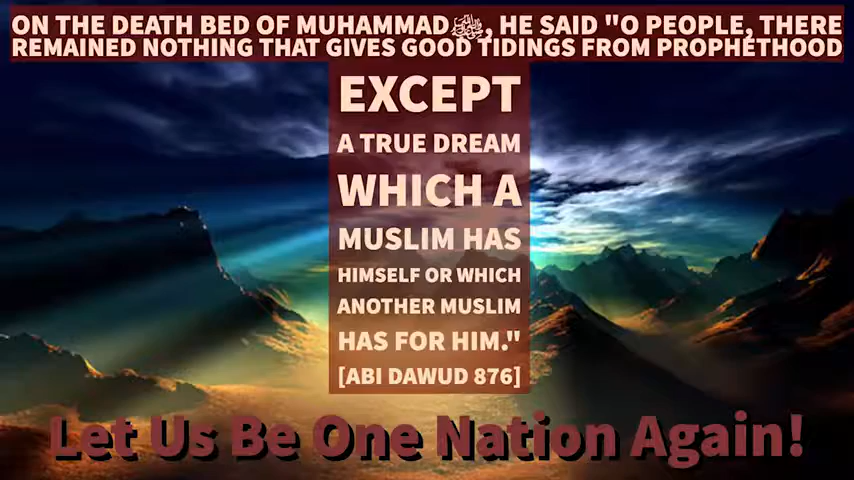 ON THE DEATH BED OF MUHAMMADﷺ, HE SAID "O PEOPLE, THERE
REMAINED NOTHING THAT GIVES GOOD TIDINGS FROM PROPHETHOOD
EXCEPT
A TRUE DREAM
WHICH A
MUSLIM HAS
HIMSELF OR WHICH
ANOTHER MUSLIM
HAS FOR HIM."
[ABI DAWUD 876]
Let Us Be One Nation Again!